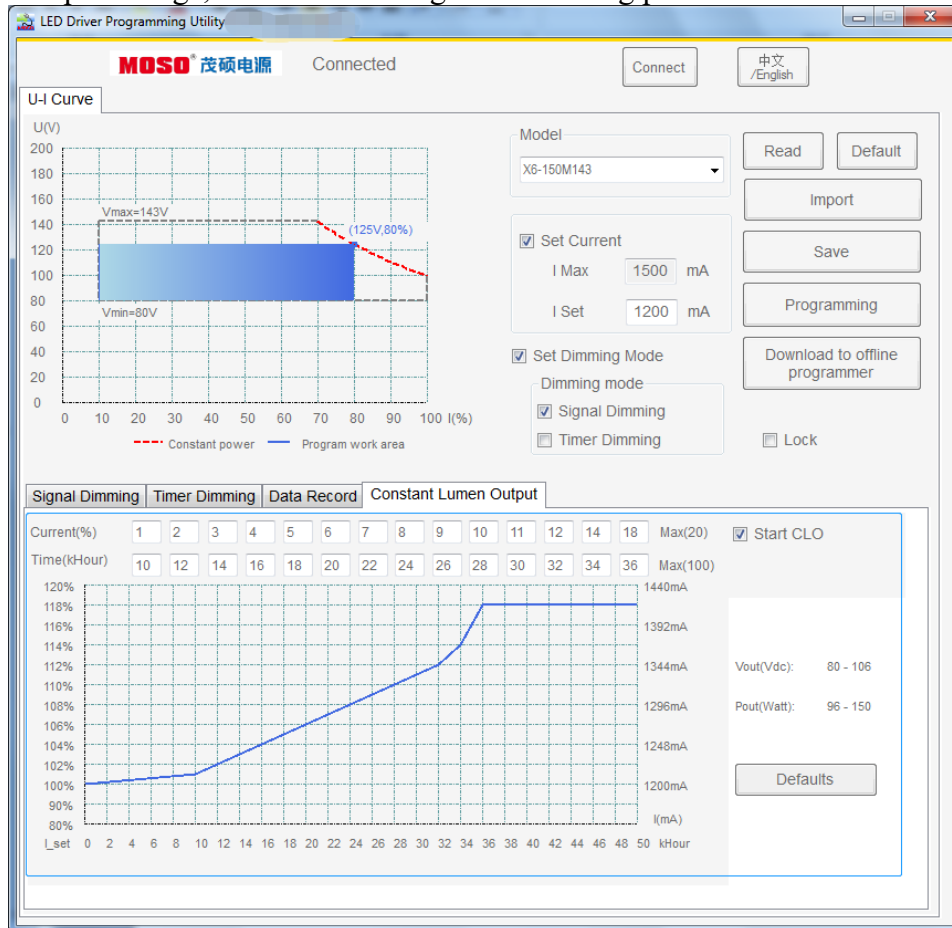 LED Driver Programming Utility
MOSO® 茂硕电源 Connected Connect 中文
/English
U-I Curve
U(V)
200
180
160
140
120
100
80
60
40
20
0
Vmax=143V
(125V,80%)
Vmin=80V
0 10 20 30 40 50 60 70 80 90 100 I(%)
Constant power Program work area
Model
X6-150M143
Set Current
I Max 1500 mA
I Set 1200 mA
Set Dimming Mode
Dimming mode
Signal Dimming
Timer Dimming
Read Default
Import
Save
Programming
Download to offline
programmer
Lock
Signal Dimming Timer Dimming Data Record Constant Lumen Output
Current(%) 1 2 3 4 5 6 7 8 9 10 11 12 14 18 Max(20)
Time(kHour) 10 12 14 16 18 20 22 24 26 28 30 32 34 36 Max(100)
Start CLO
120% 1440mA
118%
116% 1392mA
114%
112% 1344mA
110%
108% 1296mA
106%
104% 1248mA
102%
100% 1200mA
90%
80% I(mA)
I_set 0 2 4 6 8 10 12 14 16 18 20 22 24 26 28 30 32 34 36 38 40 42 44 46 48 50 kHour
Vout(Vdc): 80 - 106
Pout(Watt): 96 - 150
Defaults